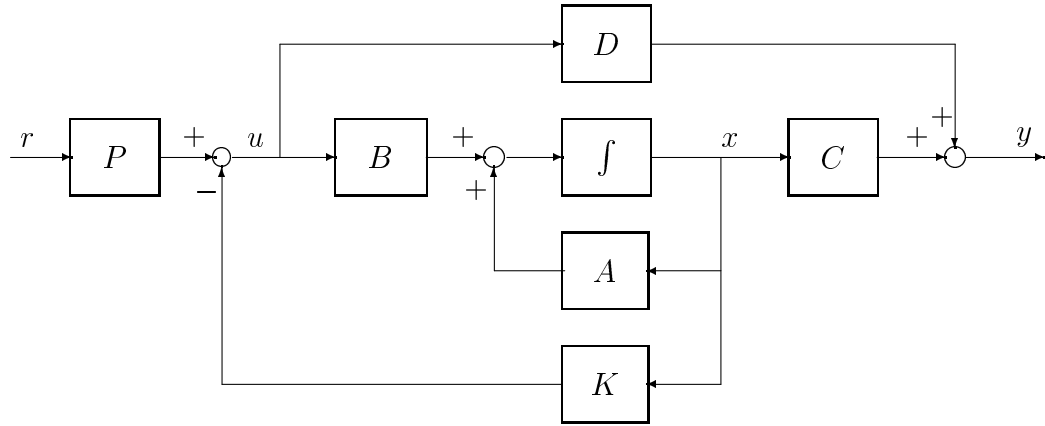 D
r P + u B + ∫ x C + + y
− +
A
K